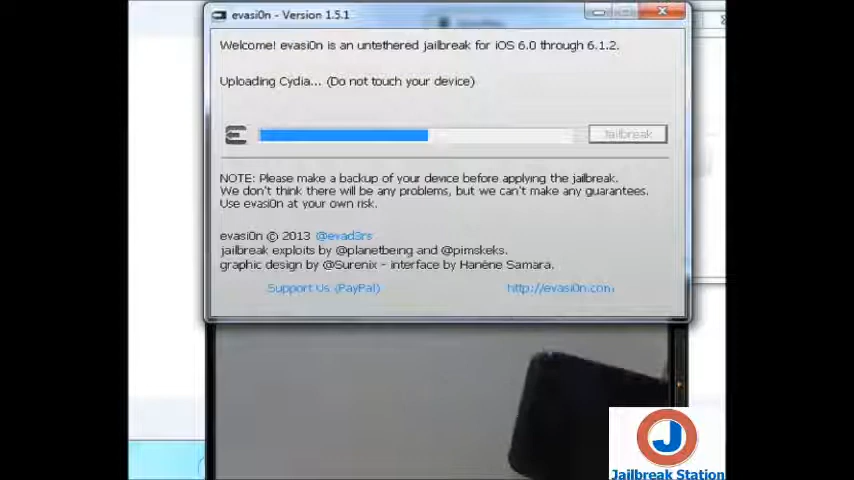 evasi0n - Version 1.5.1
Welcome! evasi0n is an untethered jailbreak for iOS 6.0 through 6.1.2.
Uploading Cydia... (Do not touch your device)
Jailbreak
NOTE: Please make a backup of your device before applying the jailbreak.
We don't think there will be any problems, but we can't make any guarantees.
Use evasi0n at your own risk.
evasi0n © 2013 @evad3rs
jailbreak exploits by @planetbeing and @pimskeks.
graphic design by @Surenix - interface by Hanéne Samara.
Support Us (PayPal) http://evasi0n.com/
J
Jailbreak Station